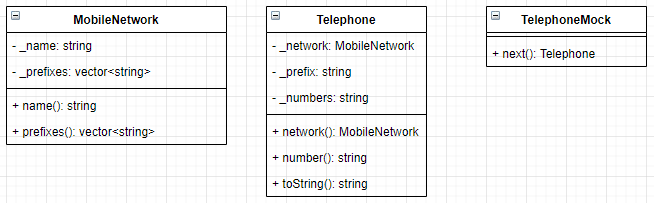 MobileNetwork
- _name: string
- _prefixes: vector<string>
+ name(): string
+ prefixes(): vector<string>
Telephone
- _network: MobileNetwork
- _prefix: string
- _numbers: string
+ network(): MobileNetwork
+ number(): string
+ toString(): string
TelephoneMock
+ next(): Telephone